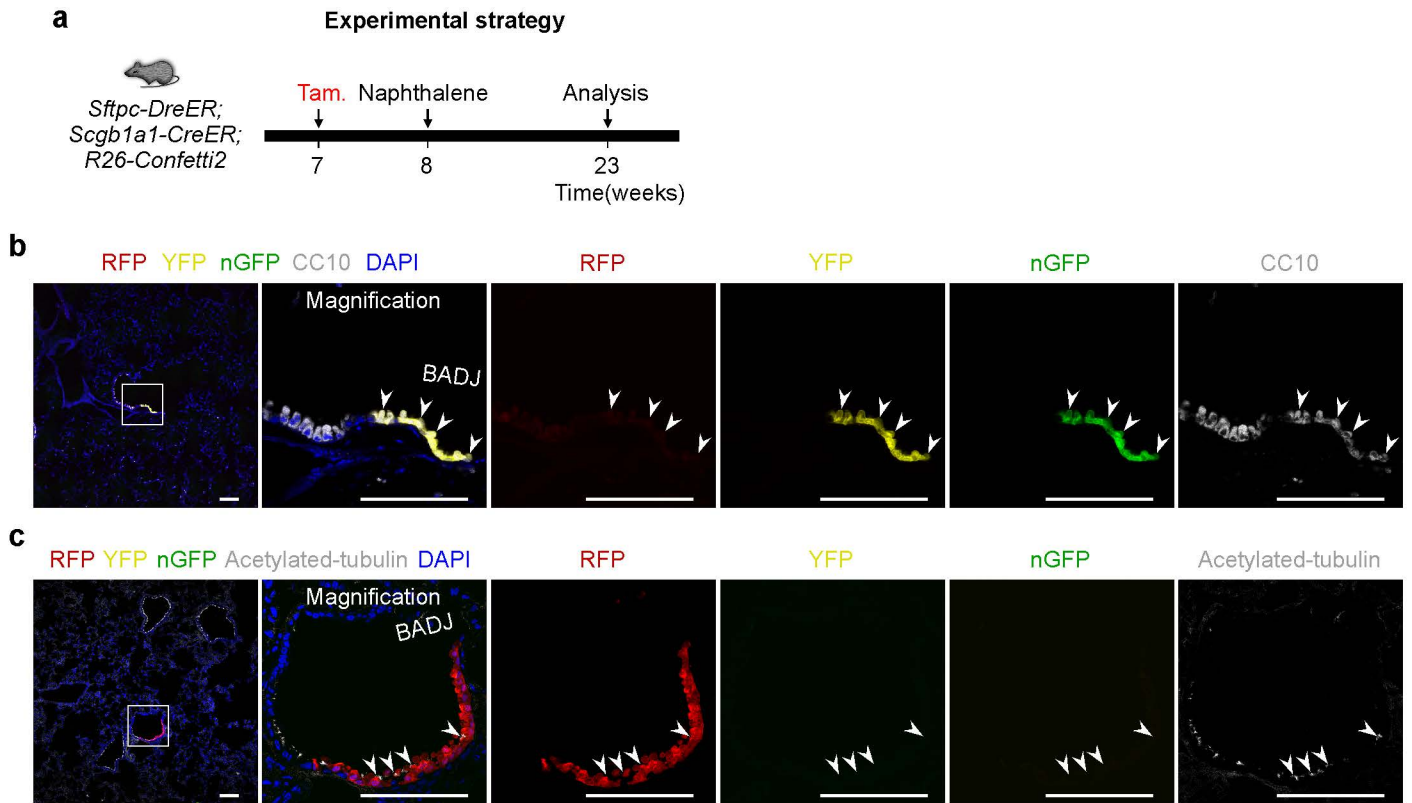 a
Experimental strategy
Sftpc-DreER;
Scgb1a1-CreER;
R26-Confetti2
Tam. Naphthalene Analysis
7 8 23
Time(weeks)
b
RFP YFP nGFP CC10 DAPI RFP YFP nGFP CC10
Magnification
BADJ
c
RFP YFP nGFP Acetylated-tubulin DAPI RFP YFP nGFP Acetylated-tubulin
Magnification
BADJ